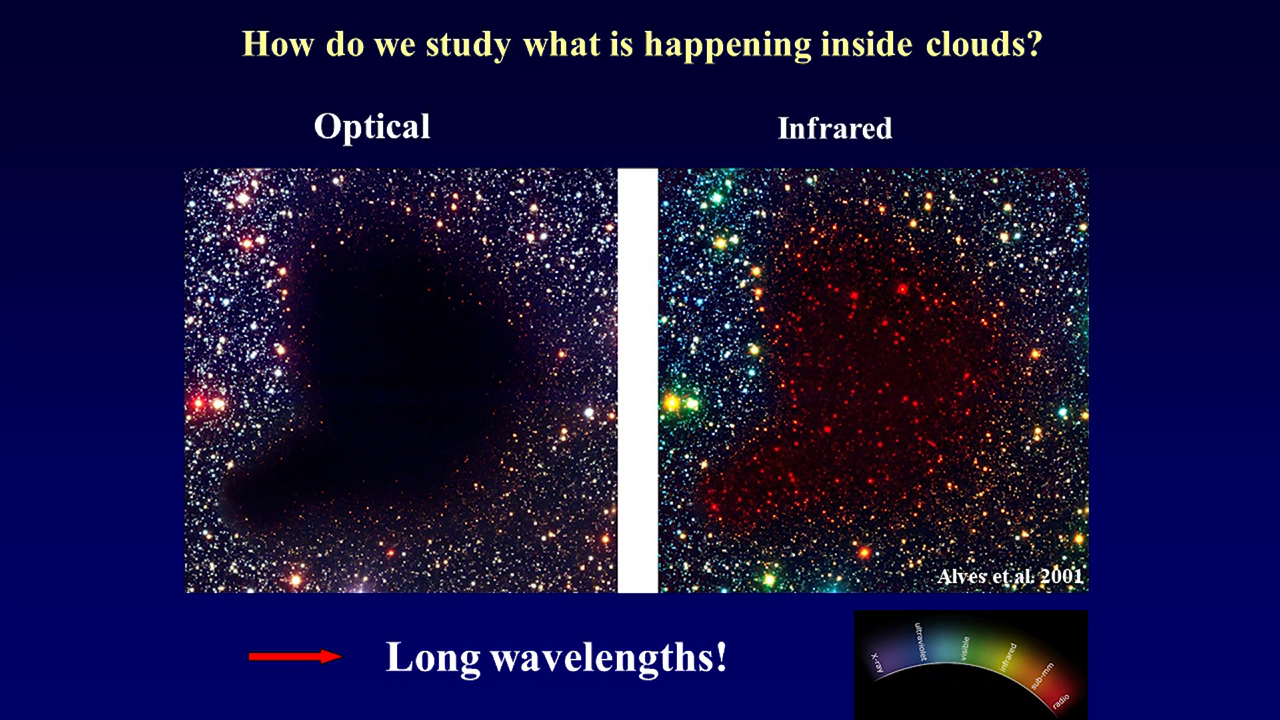 How do we study what is happening inside clouds?
Optical
Infrared
Alves et al. 2001
Long wavelengths!
x-ray
ultraviolet
visible
infrared
sub-mm
radio